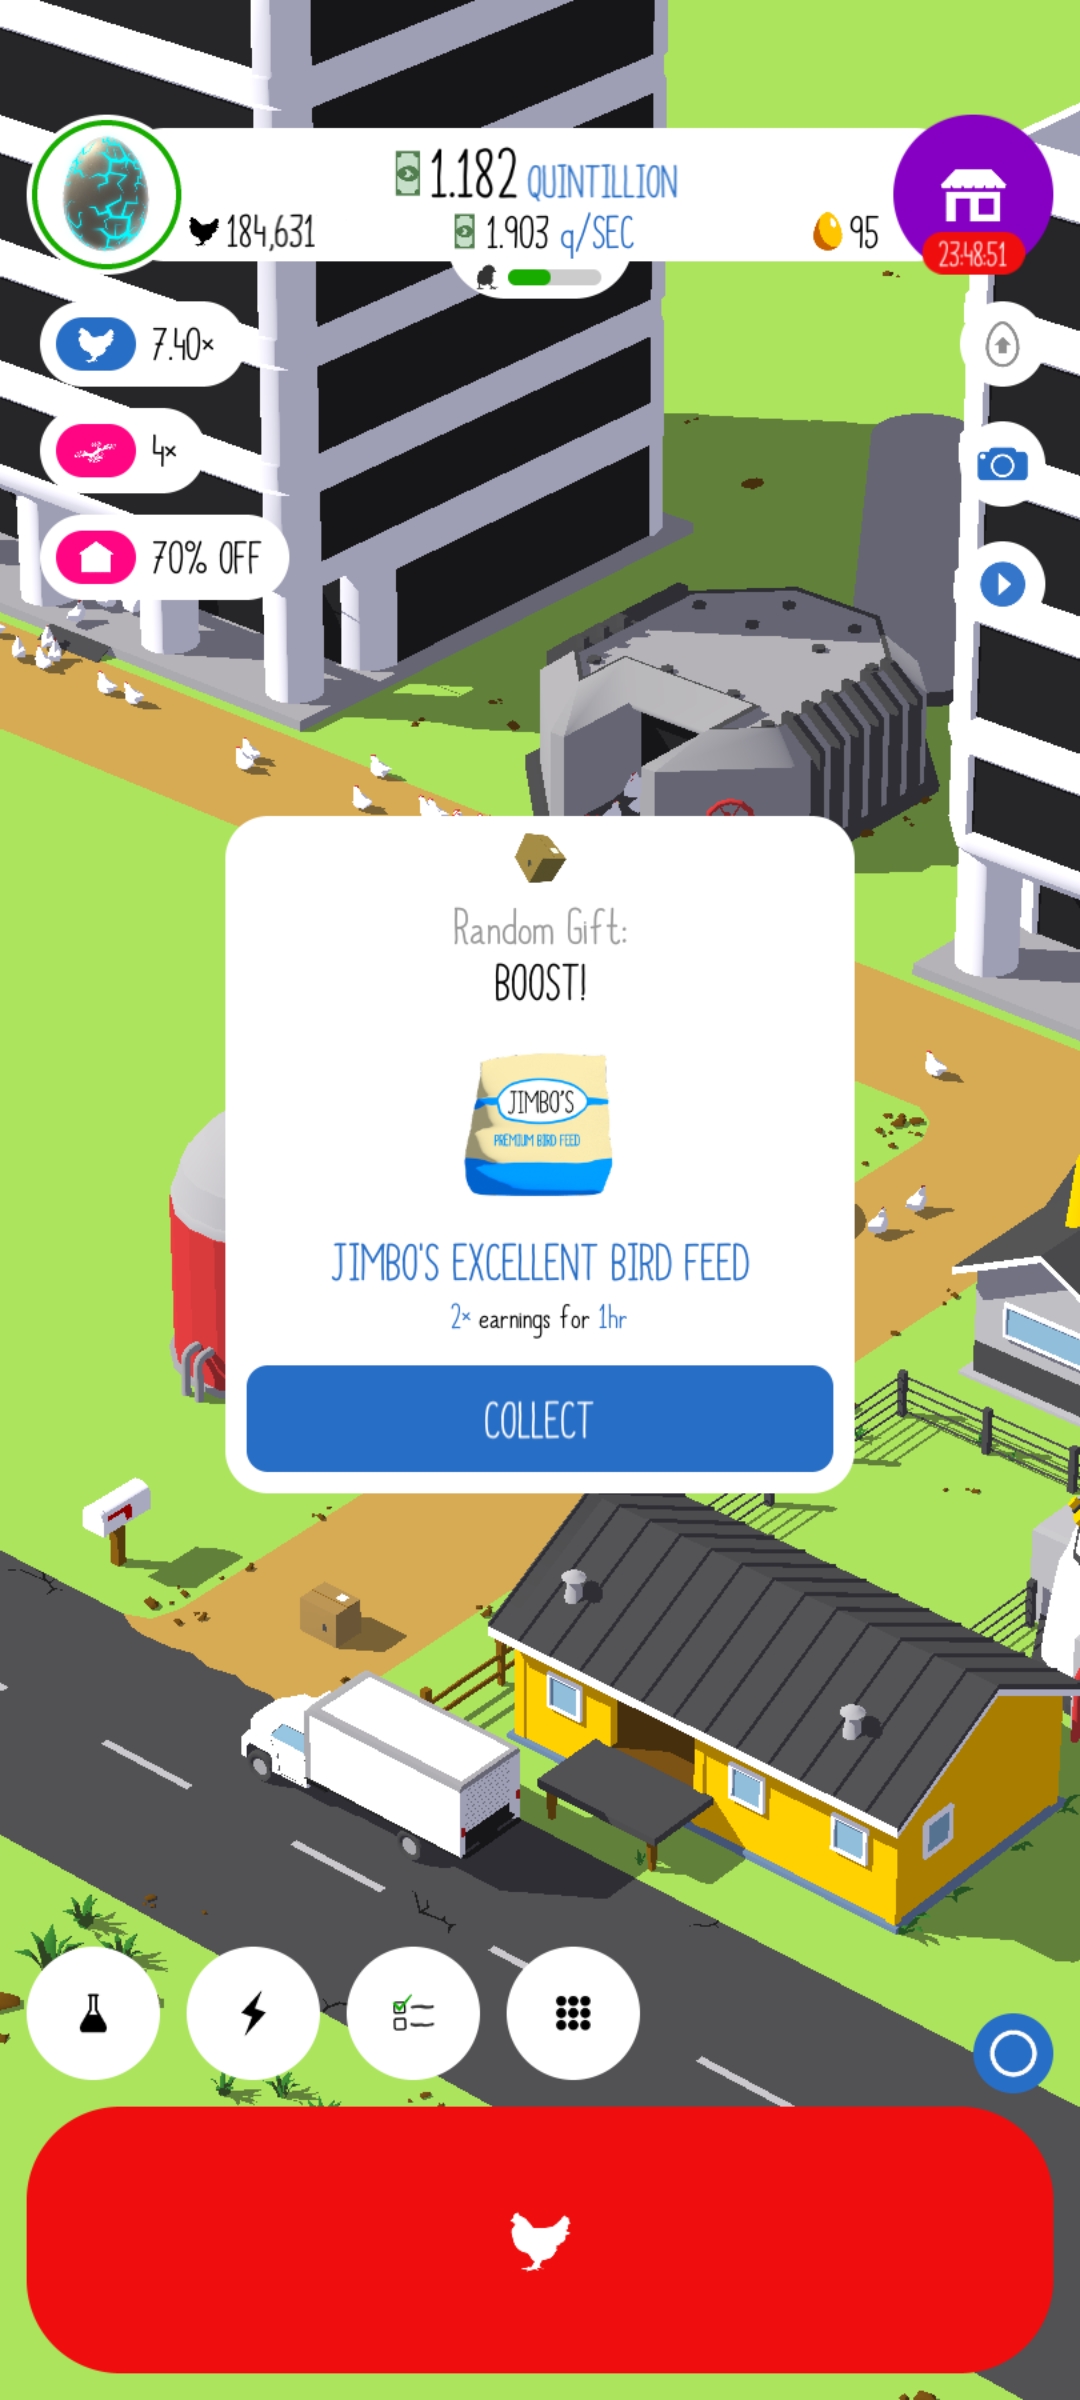 1.182 QUINTILLION
184,631
1.903 q/SEC
95
23:48:51
7.40×
4×
70% OFF
Random Gift:
BOOST!
JIMBO'S
PREMIUM BIRD FEED
JIMBO'S EXCELLENT BIRD FEED
2× earnings for 1hr
COLLECT